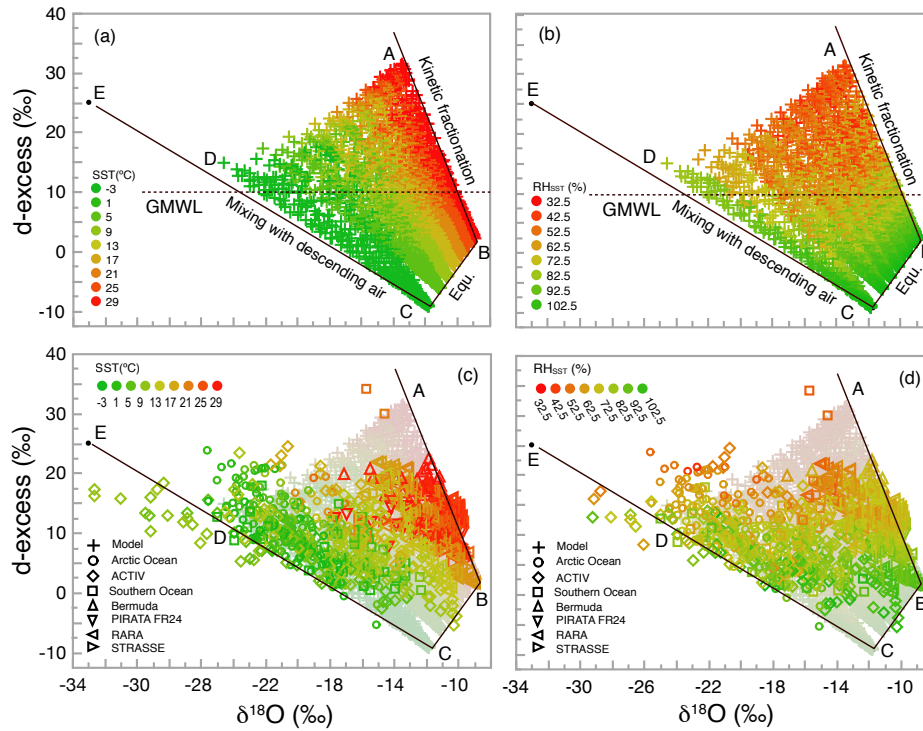 (a)
A
E
D
B
C
Kinetic fractionation
SST(ºC)
-3
1
5
9
13
17
21
25
29
GMWL
Mixing with descending air
Equ.
40
30
20
10
0
-10
d-excess (‰)
(b)
A
E
D
C
Kinetic fractionation
RHSST (%)
32.5
42.5
52.5
62.5
72.5
82.5
92.5
102.5
GMWL
Mixing with descending air
Equ.
(c)
SST(ºC)
-3 1 5 9 13 17 21 25 29
A
E
D
B
C
Model
Arctic Ocean
ACTIV
Southern Ocean
Bermuda
PIRATA FR24
RARA
STRASSE
40
30
20
10
0
-10
d-excess (‰)
-34 -30 -26 -22 -18 -14 -10
δ18O (‰)
(d)
RHSST (%)
32.5 42.5 52.5 62.5 72.5 82.5 92.5 102.5
A
E
D
B
C
Model
Arctic Ocean
ACTIV
Southern Ocean
Bermuda
PIRATA FR24
RARA
STRASSE
-34 -30 -26 -22 -18 -14 -10
δ18O (‰)